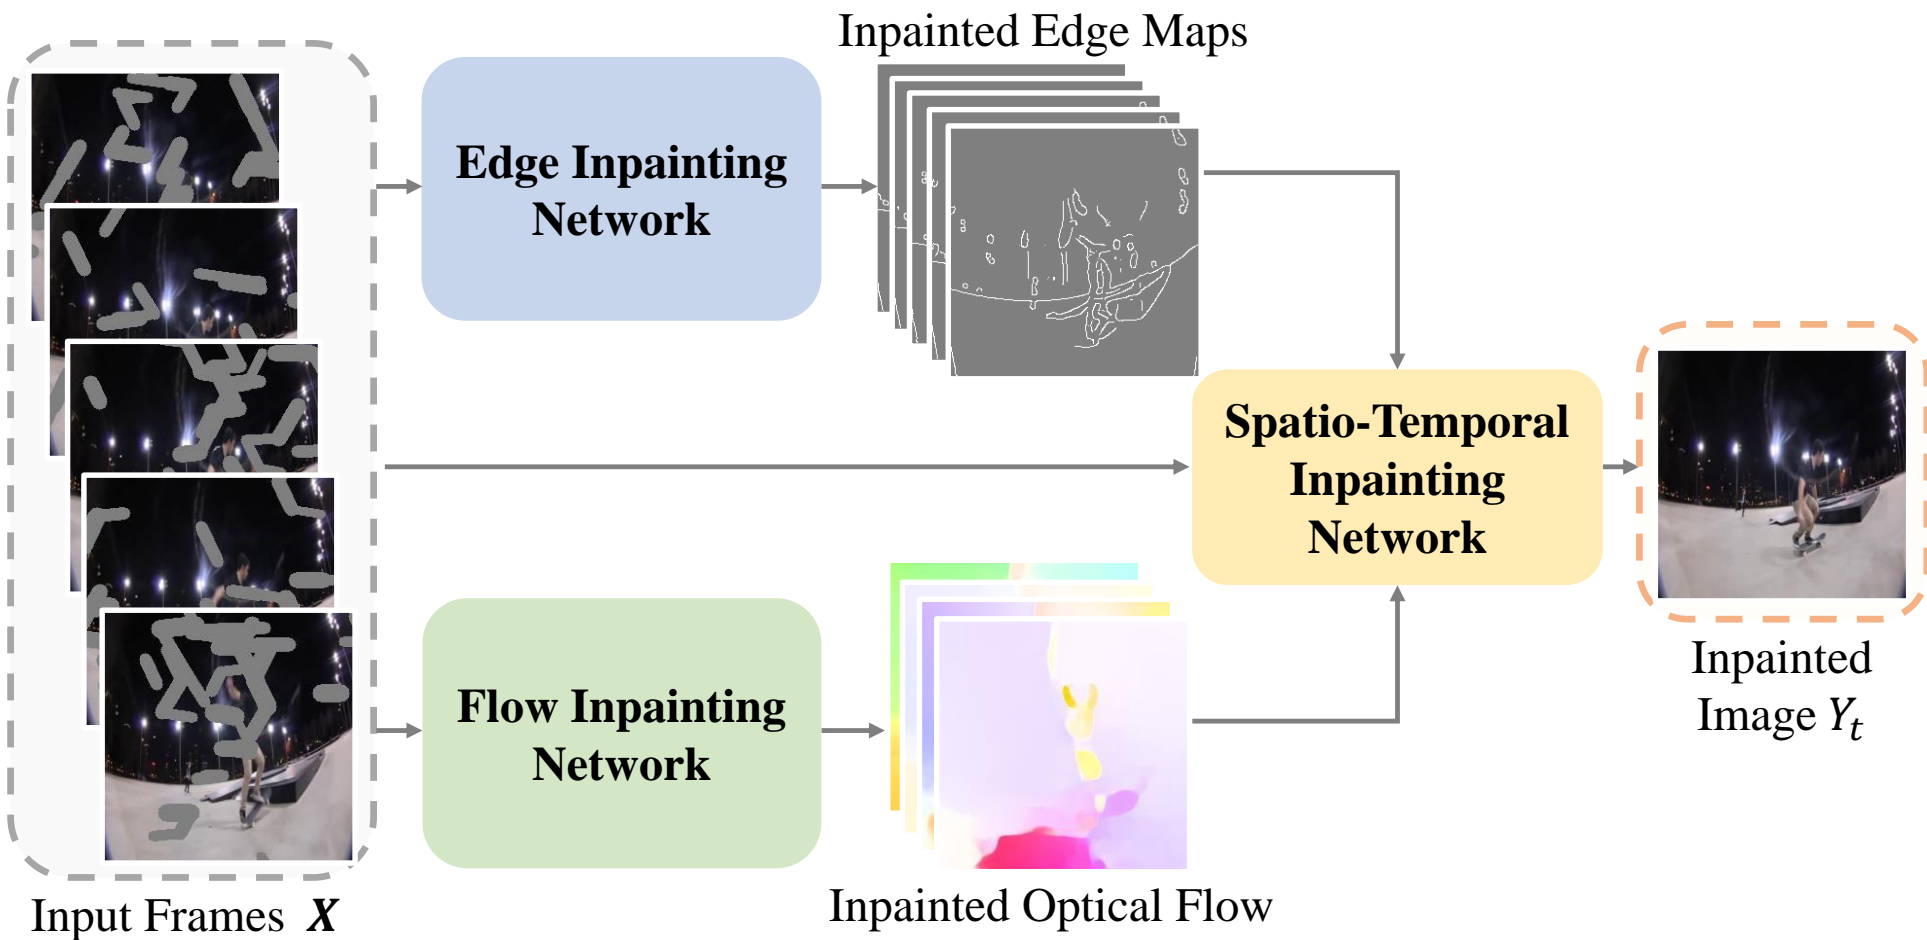 Inpainted Edge Maps
Edge Inpainting
Network
Spatio-Temporal
Inpainting
Network
Flow Inpainting
Network
Inpainted
Image Y_t
Inpainted Optical Flow
Input Frames X